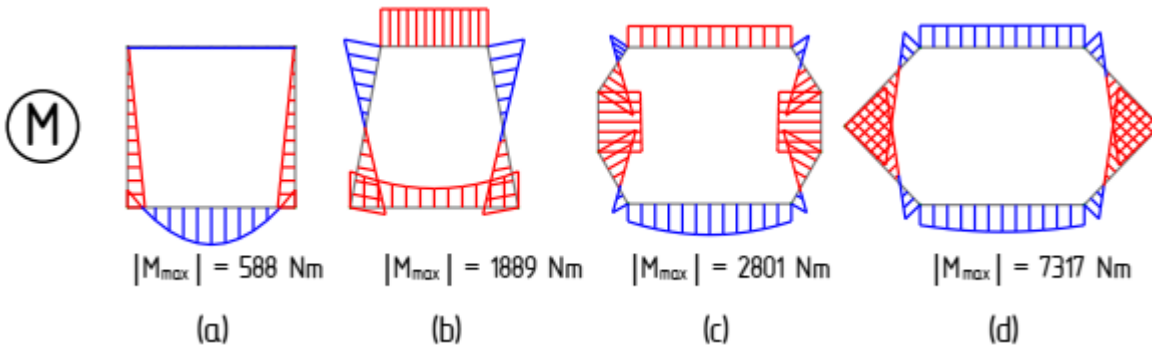 M
|Mmax| = 588 Nm
|Mmax| = 1889 Nm
|Mmax| = 2801 Nm
|Mmax| = 7317 Nm
(a)
(b)
(c)
(d)